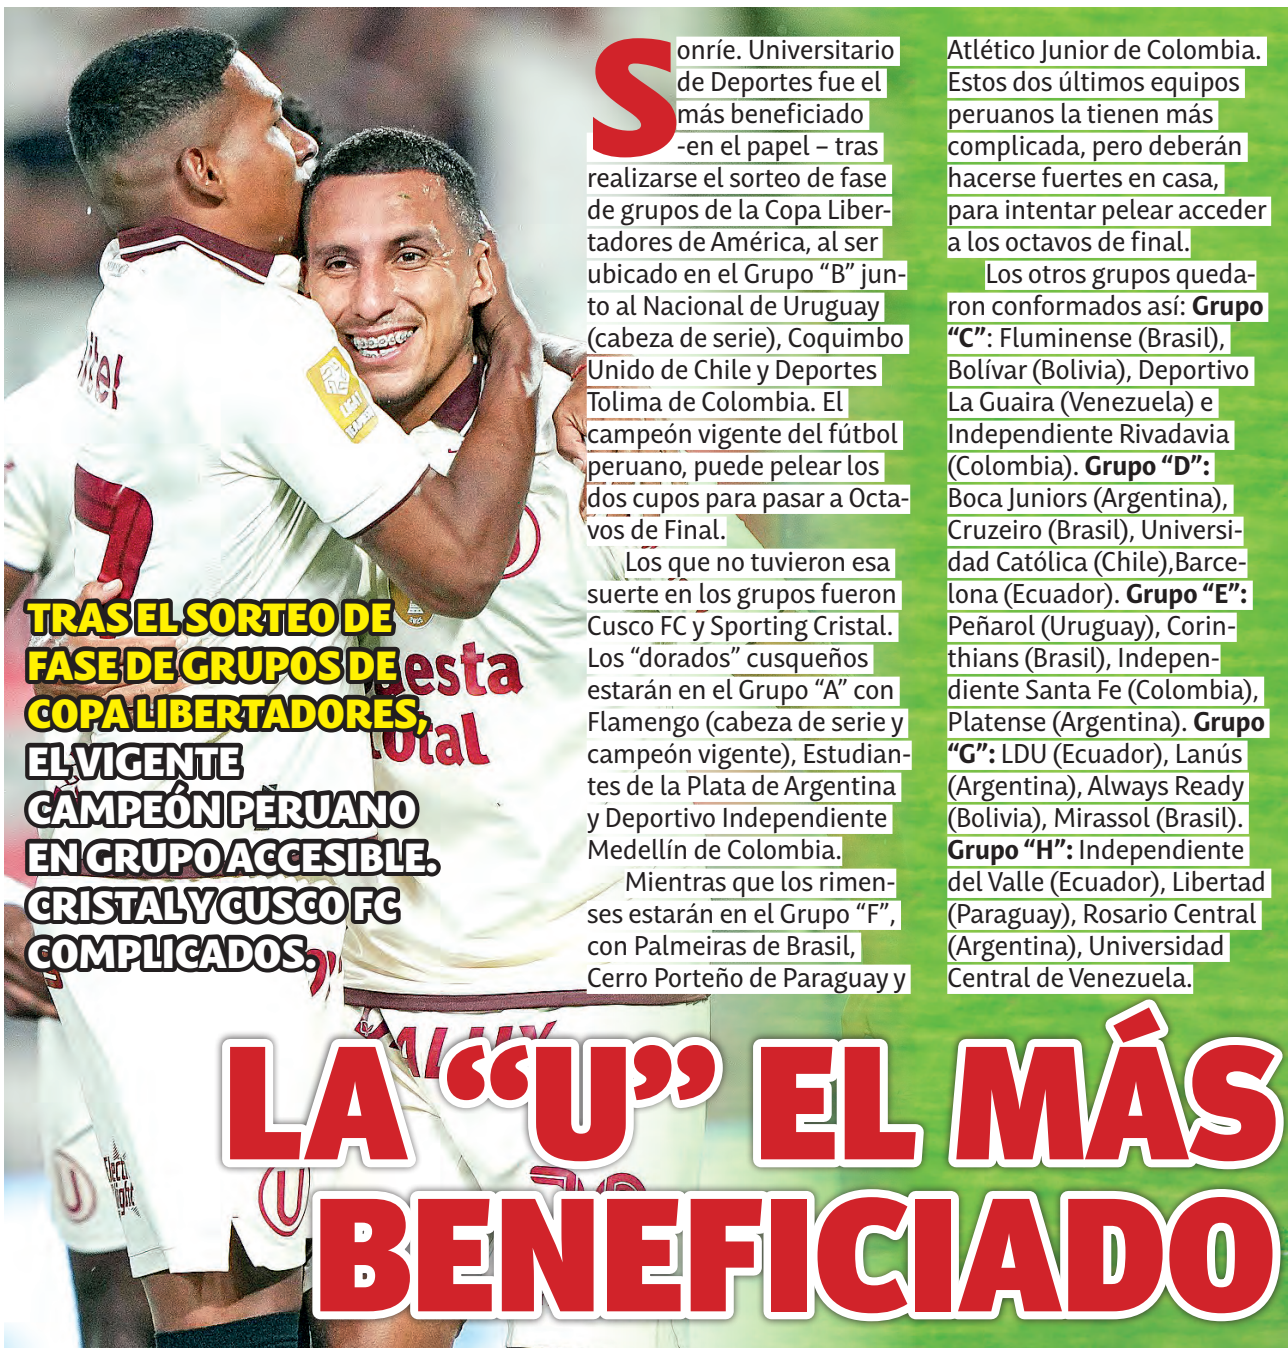 Sonríe. Universitario
de Deportes fue el
más beneficiado
-en el papel – tras
realizarse el sorteo de fase
de grupos de la Copa Liber-
tadores de América, al ser
ubicado en el Grupo “B” jun-
to al Nacional de Uruguay
(cabeza de serie), Coquimbo
Unido de Chile y Deportes
Tolima de Colombia. El
campeón vigente del fútbol
peruano, puede pelear los
dos cupos para pasar a Octa-
vos de Final.
Los que no tuvieron esa
suerte en los grupos fueron
Cusco FC y Sporting Cristal.
Los “dorados” cusqueños
estarán en el Grupo “A” con
Flamengo (cabeza de serie y
campeón vigente), Estudian-
tes de la Plata de Argentina
y Deportivo Independiente
Medellín de Colombia.
Mientras que los rimen-
ses estarán en el Grupo “F”,
con Palmeiras de Brasil,
Cerro Porteño de Paraguay y
Atlético Junior de Colombia.
Estos dos últimos equipos
peruanos la tienen más
complicada, pero deberán
hacerse fuertes en casa,
para intentar pelear acceder
a los octavos de final.
Los otros grupos queda-
ron conformados así: Grupo
“C”: Fluminense (Brasil),
Bolívar (Bolivia), Deportivo
La Guaira (Venezuela) e
Independiente Rivadavia
(Colombia). Grupo “D”:
Boca Juniors (Argentina),
Cruzeiro (Brasil), Universi-
dad Católica (Chile),Barce-
lona (Ecuador). Grupo “E”:
Peñarol (Uruguay), Corin-
thians (Brasil), Indepen-
diente Santa Fe (Colombia),
Platense (Argentina). Grupo
“G”: LDU (Ecuador), Lanús
(Argentina), Always Ready
(Bolivia), Mirassol (Brasil).
Grupo “H”: Independiente
del Valle (Ecuador), Libertad
(Paraguay), Rosario Central
(Argentina), Universidad
Central de Venezuela.
TRAS EL SORTEO DE
FASE DE GRUPOS DE
COPA LIBERTADORES,
EL VIGENTE
CAMPEÓN PERUANO
EN GRUPO ACCESIBLE.
CRISTAL Y CUSCO FC
COMPLICADOS.
LA “U” EL MÁS
BENEFICIADO
7
uesta
total
LIGA1
U
U